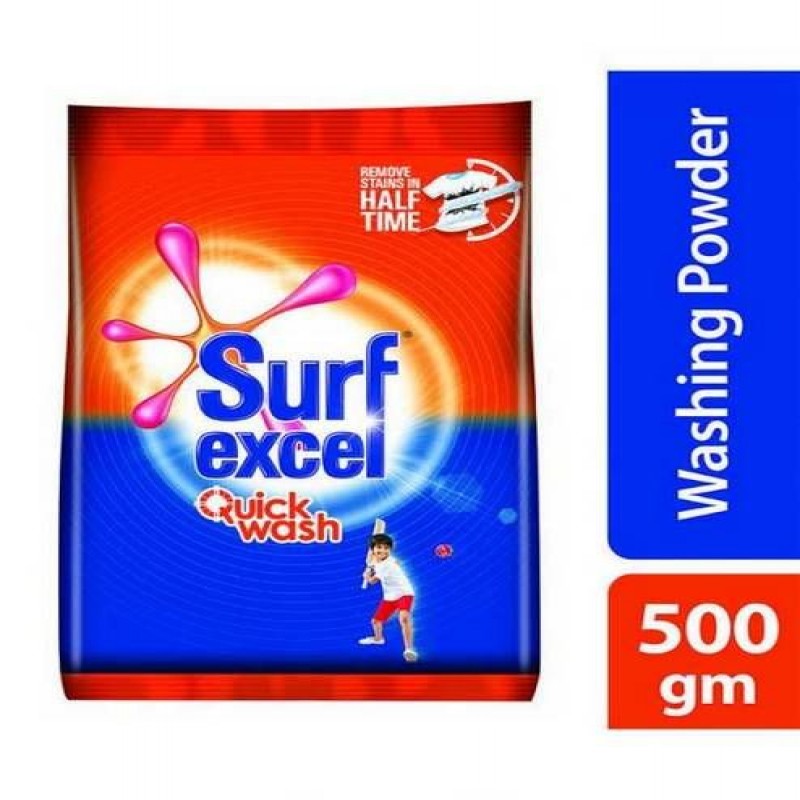 REMOVE
STAINS IN
HALF
TIME
Surf
excel
Quick
wash
Washing Powder
500
gm